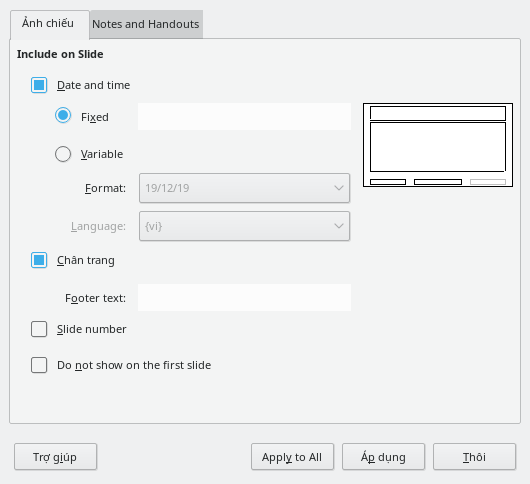 Ảnh chiếu
Notes and Handouts
Include on Slide
Date and time
Fixed
Variable
Format:
19/12/19
Language:
{vi}
Chân trang
Footer text:
Slide number
Do not show on the first slide
Trợ giúp
Apply to All
Áp dụng
Thôi